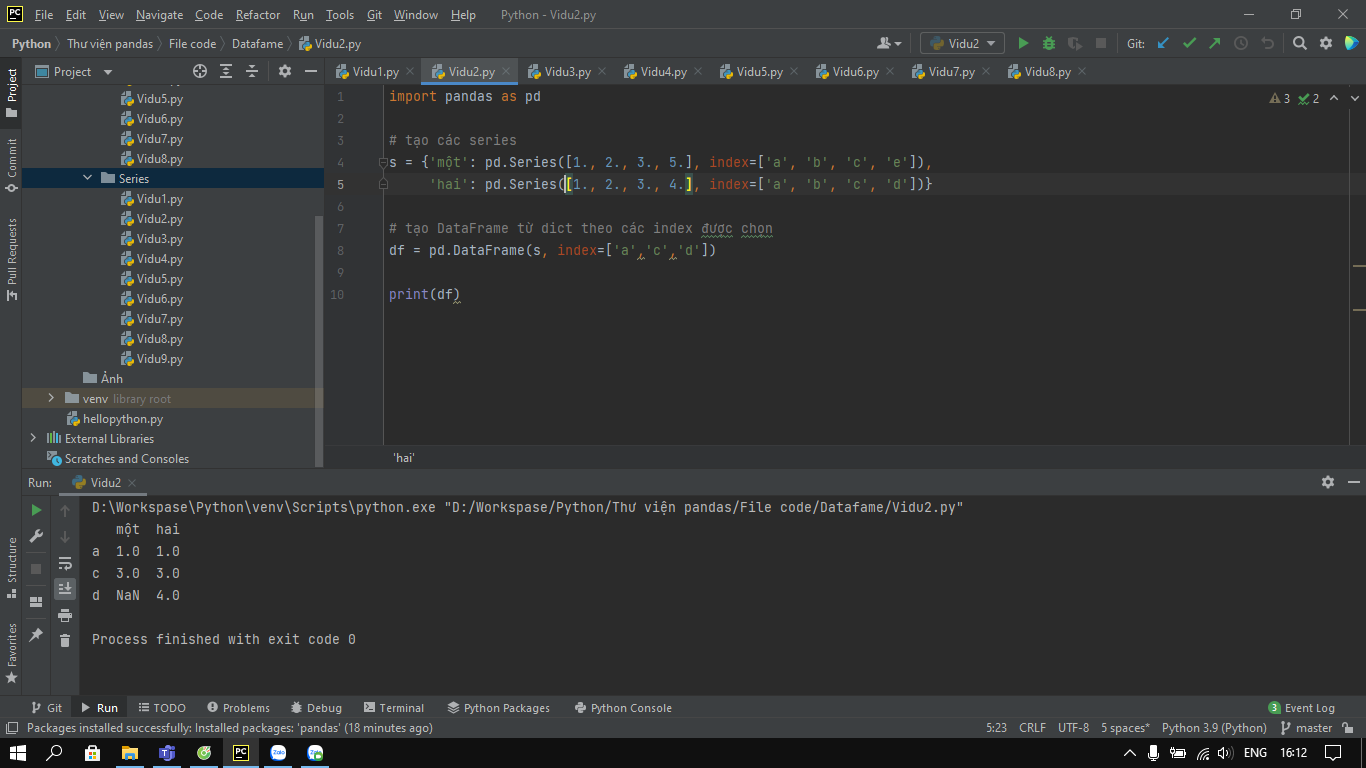 PC File Edit View Navigate Code Refactor Run Tools Git Window Help Python - Vidu2.py
Python Thư viện pandas File code Datafame Vidu2.py Vidu2 Git:
Project Vidu1.py Vidu2.py Vidu3.py Vidu4.py Vidu5.py Vidu6.py Vidu7.py Vidu8.py
Project
Commit
Pull Requests
Structure
Favorites
Vidu5.py
Vidu6.py
Vidu7.py
Vidu8.py
Series
Vidu1.py
Vidu2.py
Vidu3.py
Vidu4.py
Vidu5.py
Vidu6.py
Vidu7.py
Vidu8.py
Vidu9.py
Ảnh
venv library root
hellopython.py
External Libraries
Scratches and Consoles
3 2
1 import pandas as pd
2
3 # tạo các series
4 s = {'một': pd.Series([1., 2., 3., 5.], index=['a', 'b', 'c', 'e']),
5 'hai': pd.Series([1., 2., 3., 4.], index=['a', 'b', 'c', 'd'])}
6
7 # tạo DataFrame từ dict theo các index được chọn
8 df = pd.DataFrame(s, index=['a','c','d'])
9
10 print(df)
'hai'
Run: Vidu2
D:\Workspase\Python\venv\Scripts\python.exe "D:/Workspase/Python/Thư viện pandas/File code/Datafame/Vidu2.py"
một hai
a 1.0 1.0
c 3.0 3.0
d NaN 4.0
Process finished with exit code 0
Git Run TODO Problems Debug Terminal Python Packages Python Console 3 Event Log
Packages installed successfully: Installed packages: 'pandas' (18 minutes ago) 5:23 CRLF UTF-8 5 spaces* Python 3.9 (Python) master
PC Zalo Zalo ENG 16:12